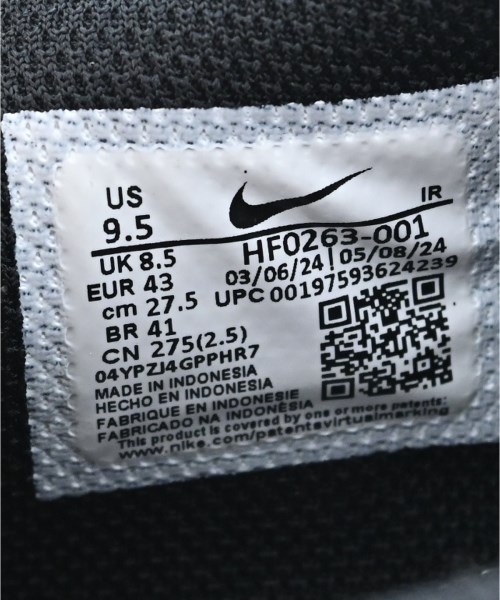 US
9.5
IR
HF0263-001
UK 8.5
03/06/24 | 05/08/24
EUR 43
UPC 00197593624239
cm 27.5
BR 41
CN 275(2.5)
04YPZJ4GPPHR7
MADE IN INDONESIA
HECHO EN INDONESIA
FABRIQUE EN INDONESIE
FABRICADO NA INDONESIA
This product is covered by one or more patents:
www.nike.com/patentsvirtualmarking